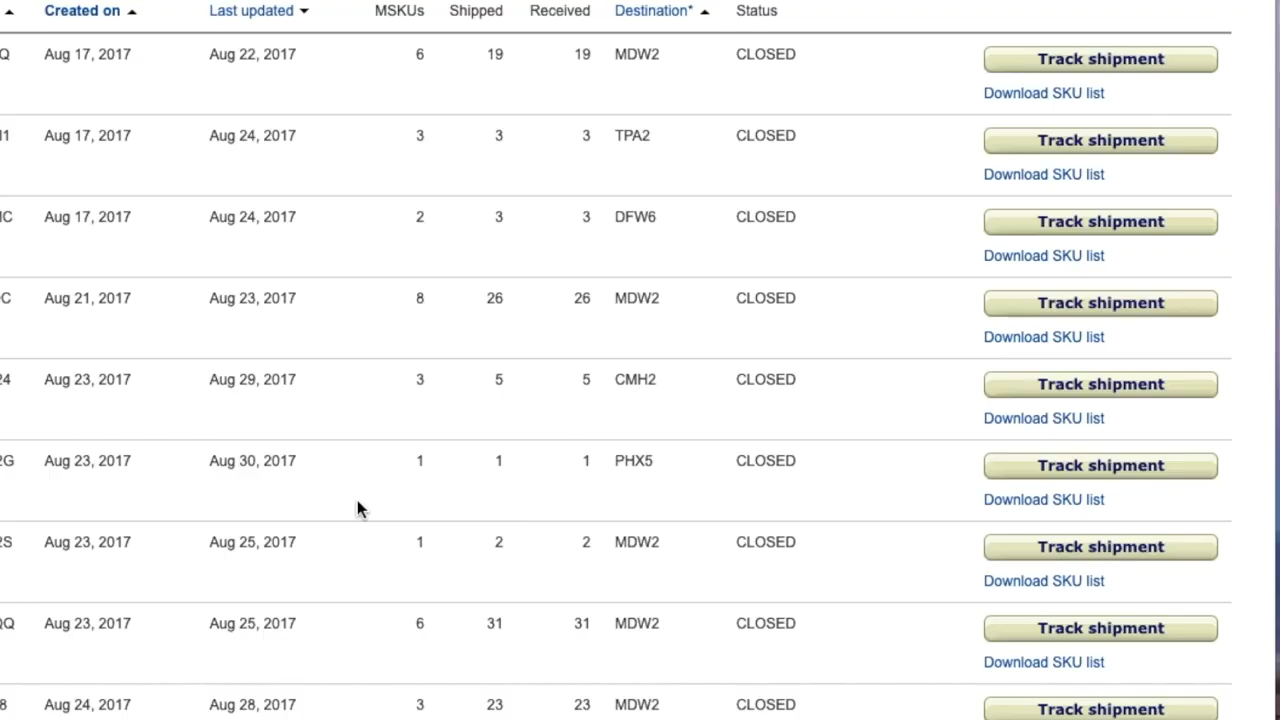 Created on Last updated MSKUs Shipped Received Destination* Status
Q Aug 17, 2017 Aug 22, 2017 6 19 19 MDW2 CLOSED Track shipment
Download SKU list
1 Aug 17, 2017 Aug 24, 2017 3 3 3 TPA2 CLOSED Track shipment
Download SKU list
C Aug 17, 2017 Aug 24, 2017 2 3 3 DFW6 CLOSED Track shipment
Download SKU list
C Aug 21, 2017 Aug 23, 2017 8 26 26 MDW2 CLOSED Track shipment
Download SKU list
24 Aug 23, 2017 Aug 29, 2017 3 5 5 CMH2 CLOSED Track shipment
Download SKU list
2G Aug 23, 2017 Aug 30, 2017 1 1 1 PHX5 CLOSED Track shipment
Download SKU list
2S Aug 23, 2017 Aug 25, 2017 1 2 2 MDW2 CLOSED Track shipment
Download SKU list
QQ Aug 23, 2017 Aug 25, 2017 6 31 31 MDW2 CLOSED Track shipment
Download SKU list
8 Aug 24, 2017 Aug 28, 2017 3 23 23 MDW2 CLOSED Track shipment